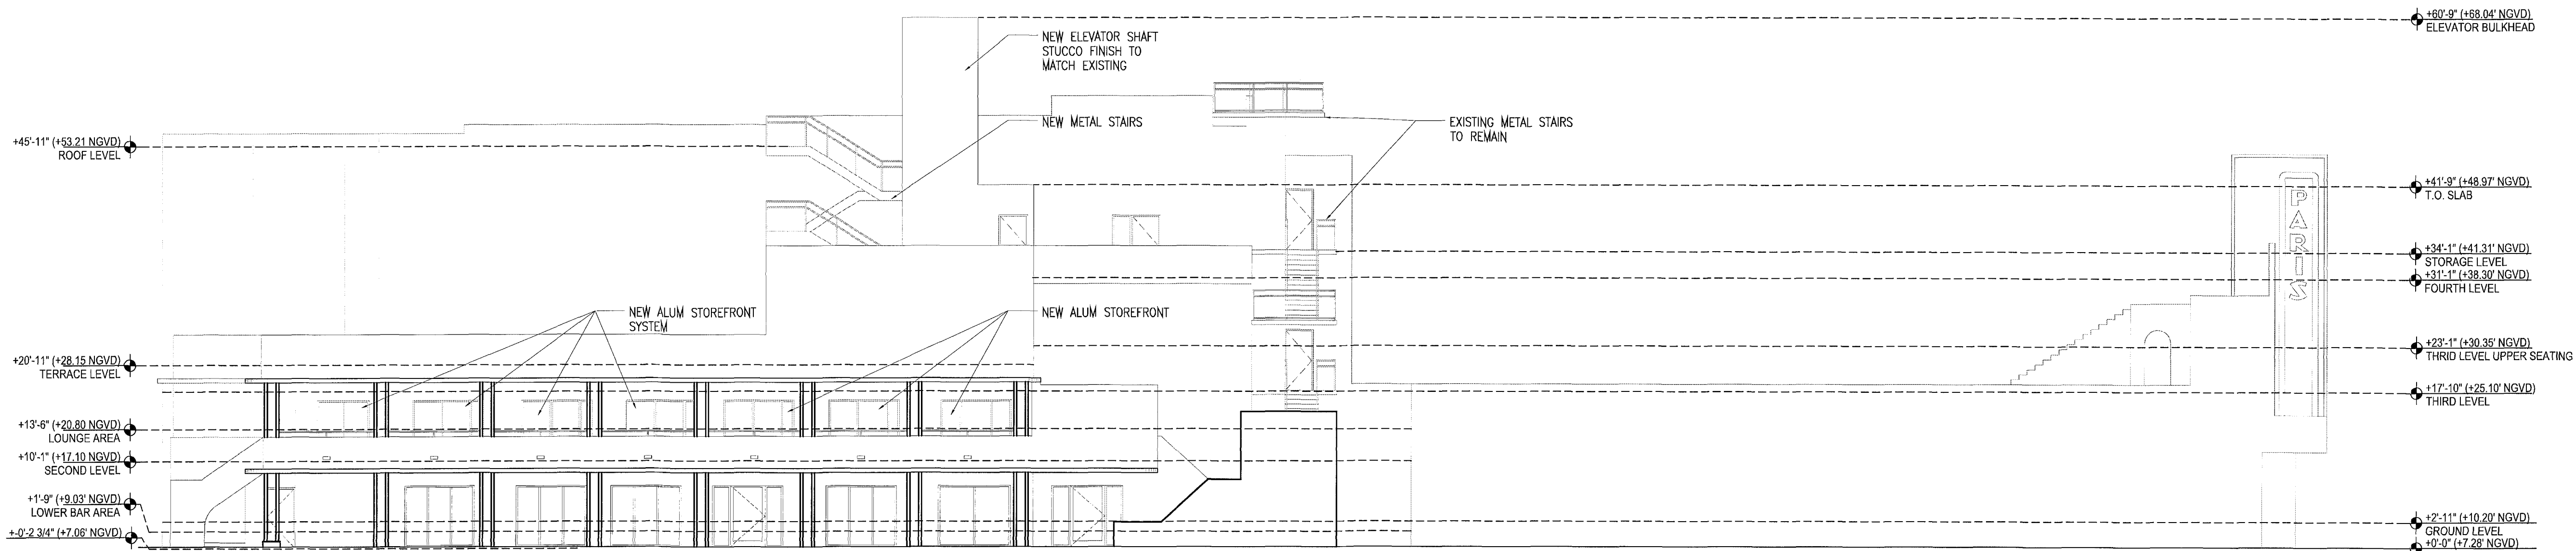 +60'-9" (+68.04' NGVD)
ELEVATOR BULKHEAD
NEW ELEVATOR SHAFT
STUCCO FINISH TO
MATCH EXISTING
NEW METAL STAIRS
EXISTING METAL STAIRS
TO REMAIN
+45'-11" (+53.21 NGVD)
ROOF LEVEL
+41'-9" (+48.97' NGVD)
T.O. SLAB
PARIS
+34'-1" (+41.31' NGVD)
STORAGE LEVEL
+31'-1" (+38.30' NGVD)
FOURTH LEVEL
NEW ALUM STOREFRONT
SYSTEM
NEW ALUM STOREFRONT
+23'-1" (+30.35' NGVD)
THRID LEVEL UPPER SEATING
+20'-11" (+28.15 NGVD)
TERRACE LEVEL
+17'-10" (+25.10' NGVD)
THIRD LEVEL
+13'-6" (+20.80 NGVD)
LOUNGE AREA
+10'-1" (+17.10 NGVD)
SECOND LEVEL
+1'-9" (+9.03' NGVD)
LOWER BAR AREA
+2'-11" (+10.20' NGVD)
GROUND LEVEL
+-0'-2 3/4" (+7.06' NGVD)
+0'-0" (+7.28' NGVD)